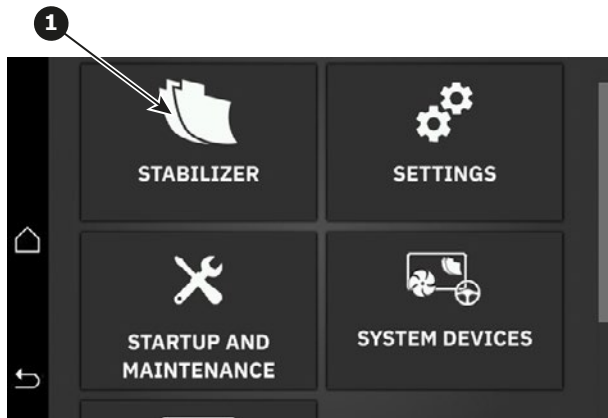 1
STABILIZER
SETTINGS
STARTUP AND
MAINTENANCE
SYSTEM DEVICES